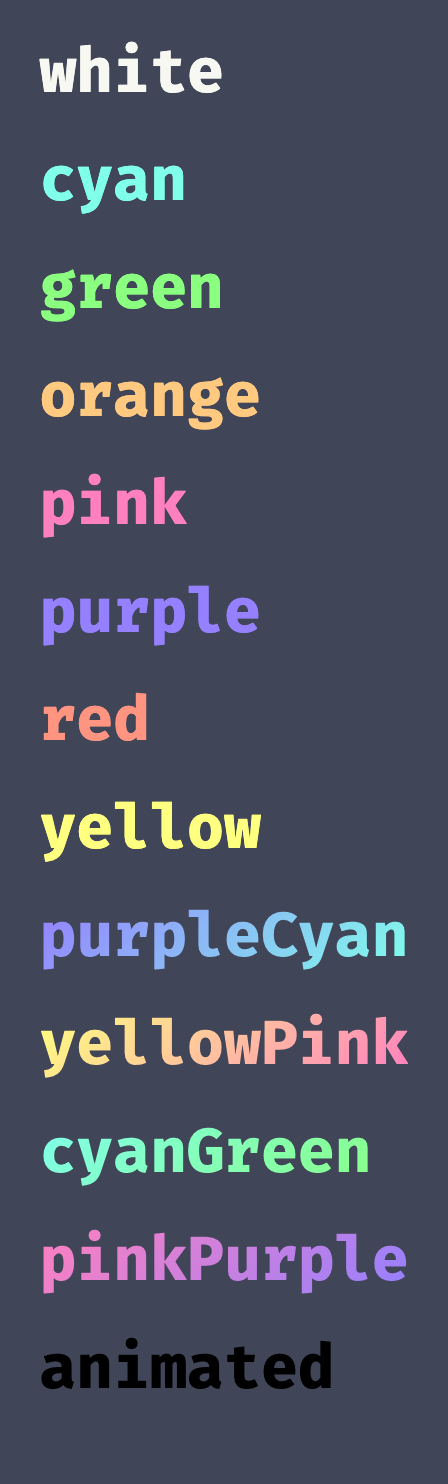 white
cyan
green
orange
pink
purple
red
yellow
purpleCyan
yellowPink
cyanGreen
pinkPurple
animated